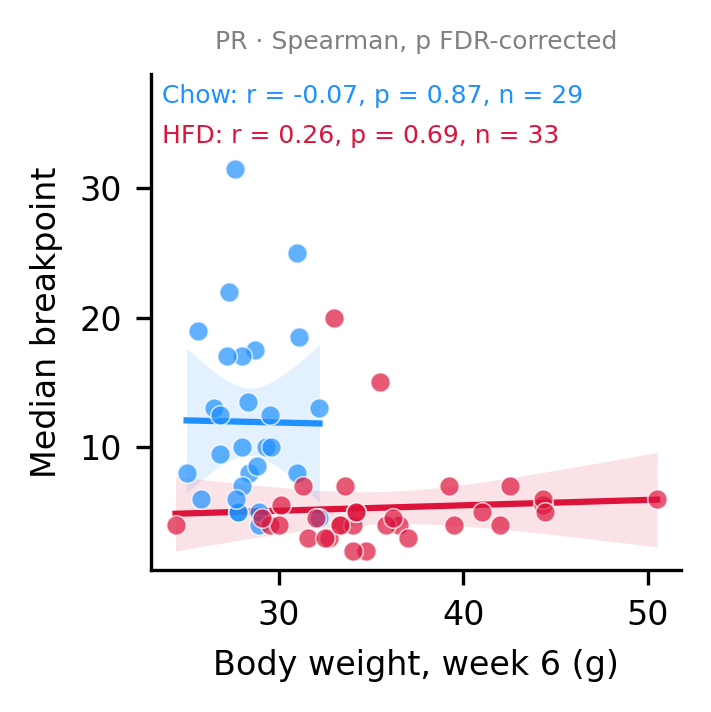 PR · Spearman, p FDR-corrected
Chow: r = -0.07, p = 0.87, n = 29
HFD: r = 0.26, p = 0.69, n = 33
30
20
10
Median breakpoint
30 40 50
Body weight, week 6 (g)